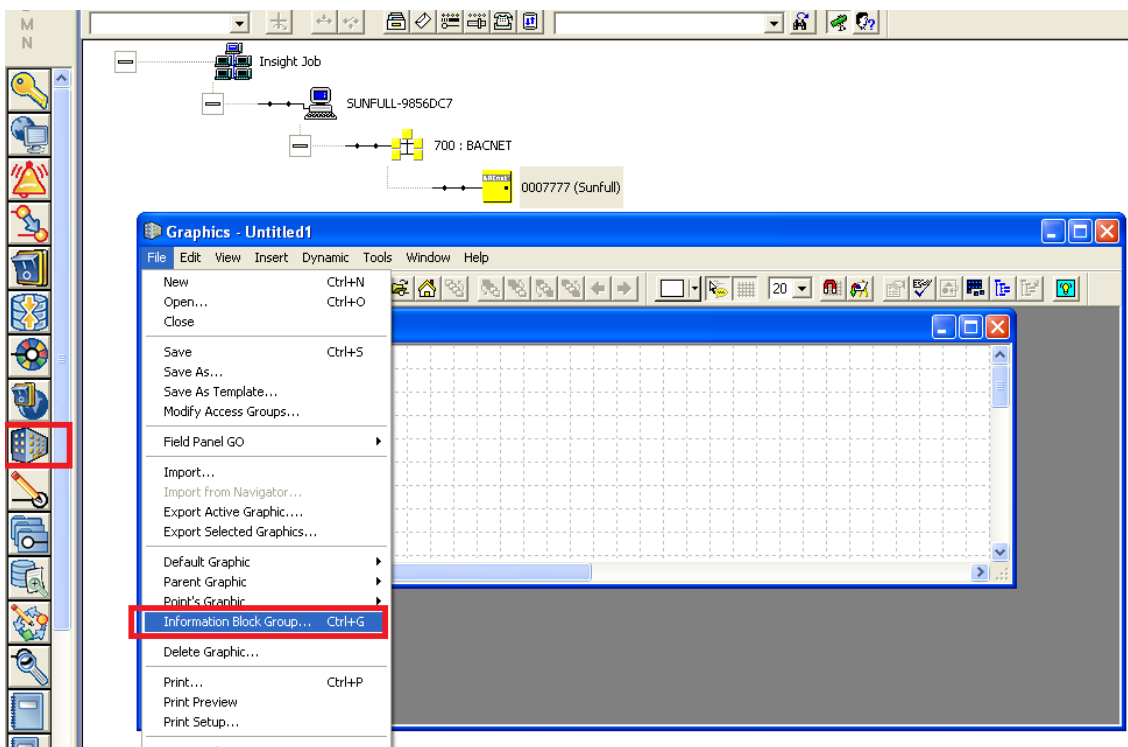 M
N
Insight Job
SUNFULL-9856DC7
700 : BACNET
BACnet
0007777 (Sunfull)
Graphics - Untitled1
File Edit View Insert Dynamic Tools Window Help
20
New Ctrl+N
Open... Ctrl+O
Close
Save Ctrl+S
Save As...
Save As Template...
Modify Access Groups...
Field Panel GO
Import...
Import from Navigator...
Export Active Graphic....
Export Selected Graphics...
Default Graphic
Parent Graphic
Point's Graphic
Information Block Group... Ctrl+G
Delete Graphic...
Print... Ctrl+P
Print Preview
Print Setup...